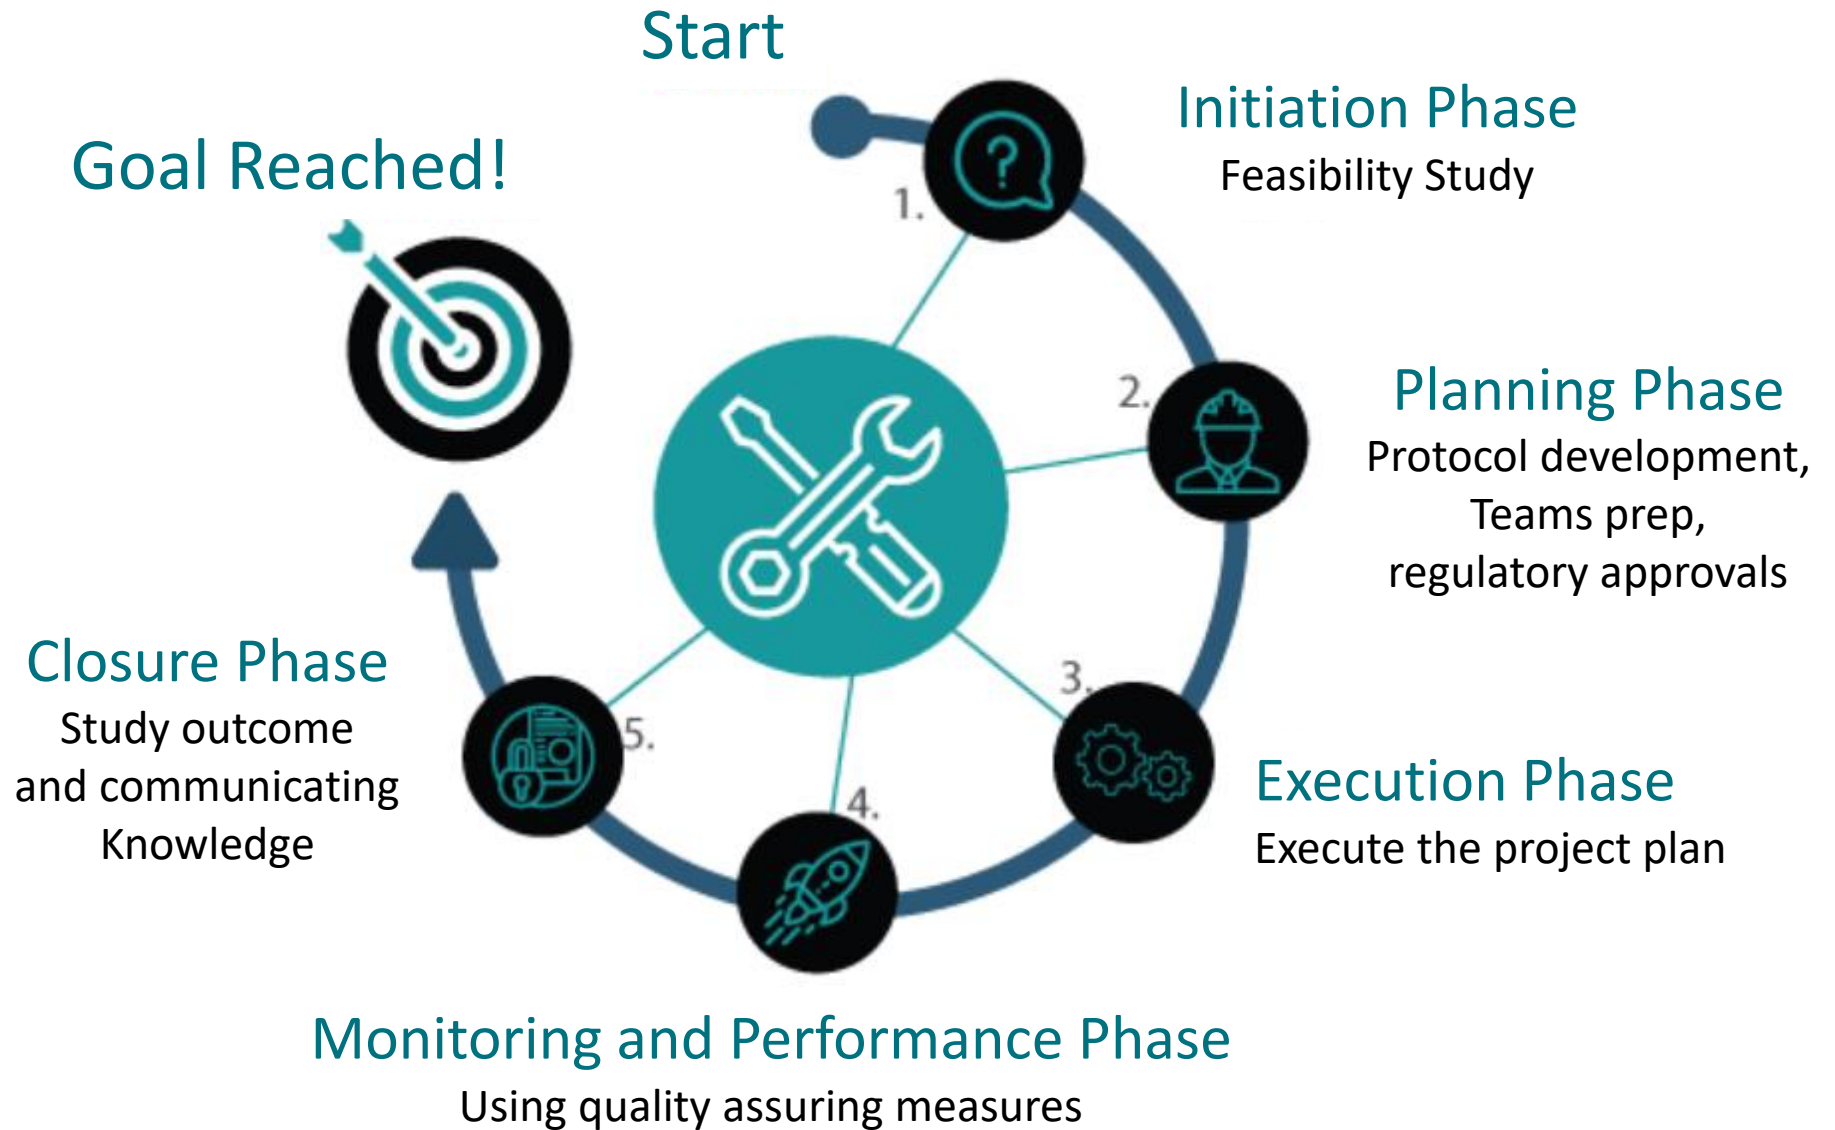 Start
Goal Reached!
1.
Initiation Phase
Feasibility Study
2.
Planning Phase
Protocol development,
Teams prep,
regulatory approvals
3.
Execution Phase
Execute the project plan
4.
Monitoring and Performance Phase
Using quality assuring measures
5.
Closure Phase
Study outcome
and communicating
Knowledge
?